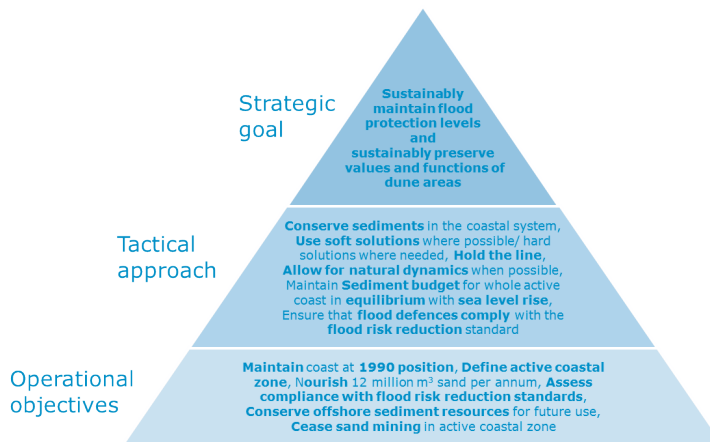 Strategic
goal
Sustainably
maintain flood
protection levels
and
sustainably preserve
values and functions of
dune areas
Tactical
approach
Conserve sediments in the coastal system,
Use soft solutions where possible/ hard
solutions where needed, Hold the line,
Allow for natural dynamics when possible,
Maintain Sediment budget for whole active
coast in equilibrium with sea level rise,
Ensure that flood defences comply with the
flood risk reduction standard
Operational
objectives
Maintain coast at 1990 position, Define active coastal
zone, Nourish 12 million m³ sand per annum, Assess
compliance with flood risk reduction standards,
Conserve offshore sediment resources for future use,
Cease sand mining in active coastal zone